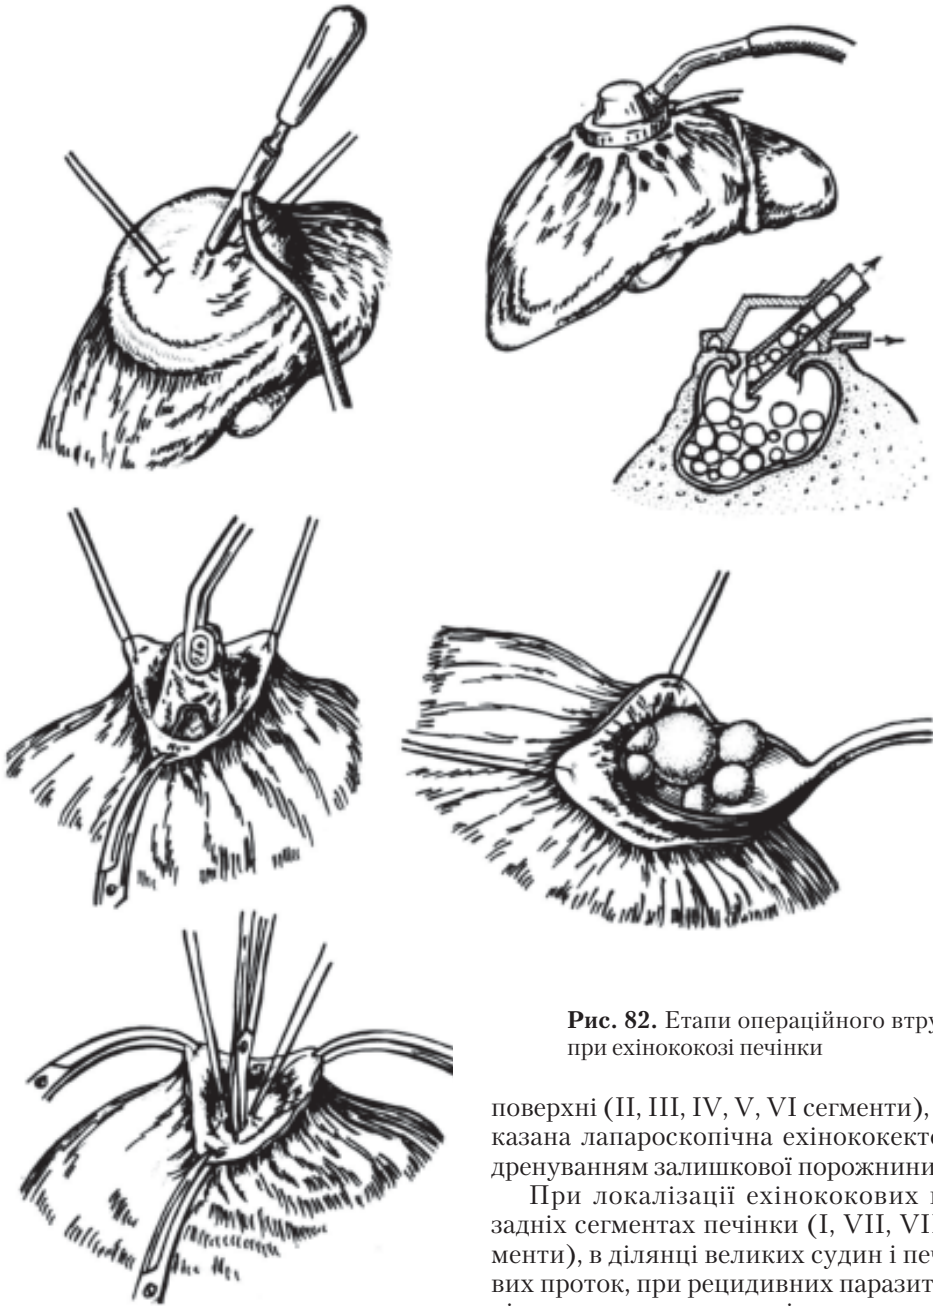 Рис. 82. Етапи операційного втру
при ехінококозі печінки
поверхні (II, III, IV, V, VI сегменти),
казана лапароскопічна ехінококекто
дренуванням залишкової порожнини
При локалізації ехінококових
задніх сегментах печінки (I, VII, VII
менти), в ділянці великих судин і печ
вих проток, при рецидивних паразит